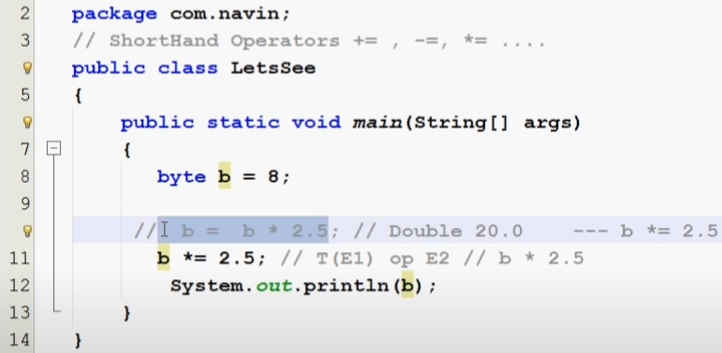 2 package com.navin;
3 // ShortHand Operators += , -=, *= ....
public class LetsSee
5 {
public static void main(String[] args)
7 {
8 byte b = 8;
9
// b = b * 2.5; // Double 20.0 --- b *= 2.5
11 b *= 2.5; // T(E1) op E2 // b * 2.5
12 System.out.println(b);
13 }
14 }